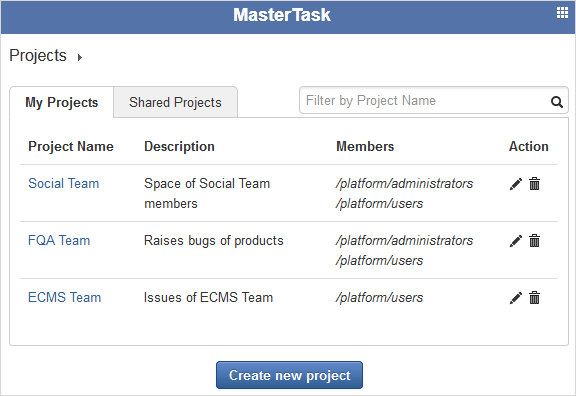 MasterTask
Projects
My Projects
Shared Projects
Filter by Project Name
Project Name Description Members Action
Social Team Space of Social Team /platform/administrators
members /platform/users
FQA Team Raises bugs of products /platform/administrators
/platform/users
ECMS Team Issues of ECMS Team /platform/users
Create new project